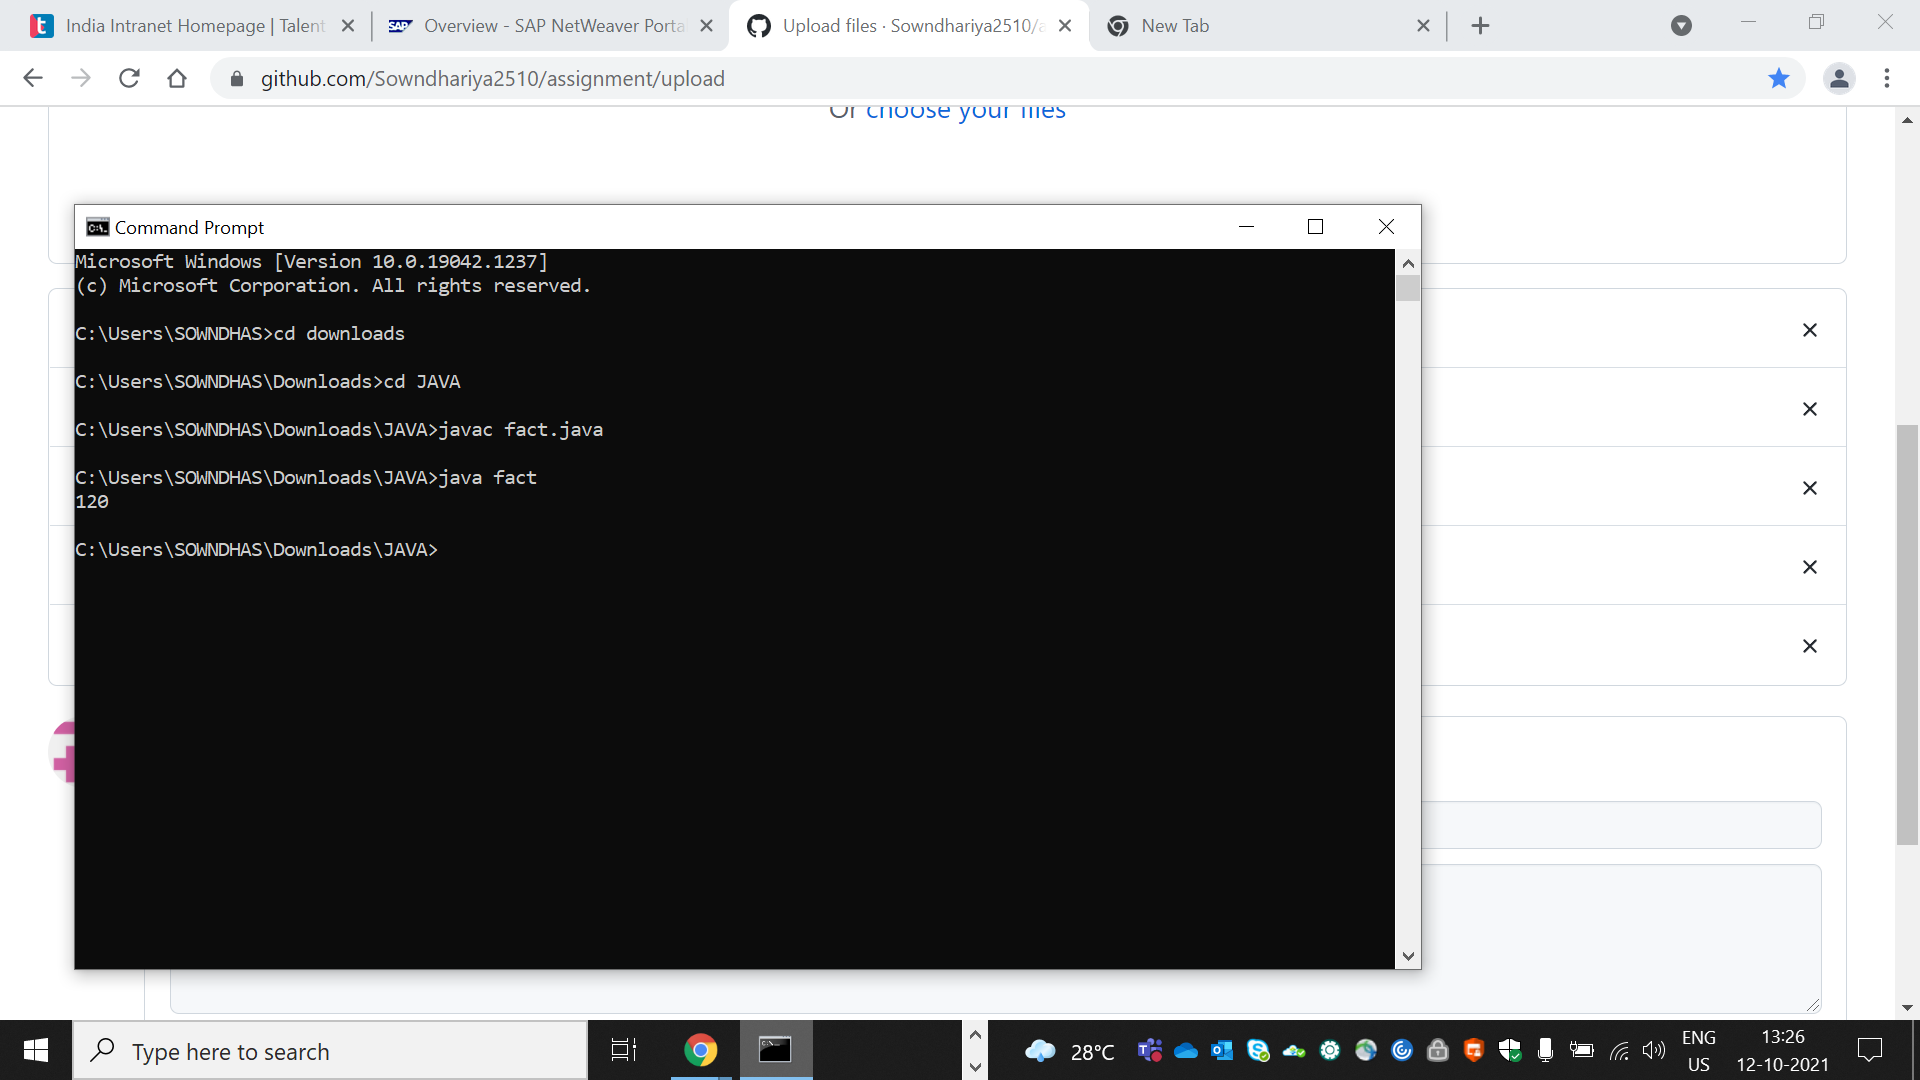 India Intranet Homepage | Talent
Overview - SAP NetWeaver Porta
Upload files · Sowndhariya2510/a
New Tab
github.com/Sowndhariya2510/assignment/upload
Or choose your files
Command Prompt
Microsoft Windows [Version 10.0.19042.1237]
(c) Microsoft Corporation. All rights reserved.
C:\Users\SOWNDHAS>cd downloads
C:\Users\SOWNDHAS\Downloads>cd JAVA
C:\Users\SOWNDHAS\Downloads\JAVA>javac fact.java
C:\Users\SOWNDHAS\Downloads\JAVA>java fact
120
C:\Users\SOWNDHAS\Downloads\JAVA>
Type here to search
28°C
ENG
US
13:26
12-10-2021